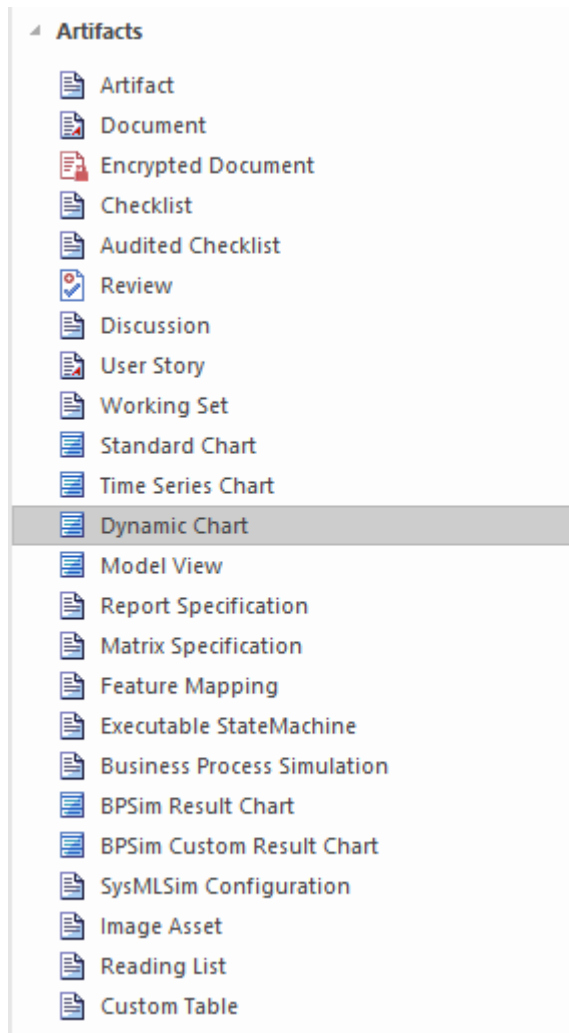 Artifacts
Artifact
Document
Encrypted Document
Checklist
Audited Checklist
Review
Discussion
User Story
Working Set
Standard Chart
Time Series Chart
Dynamic Chart
Model View
Report Specification
Matrix Specification
Feature Mapping
Executable StateMachine
Business Process Simulation
BPSim Result Chart
BPSim Custom Result Chart
SysMLSim Configuration
Image Asset
Reading List
Custom Table